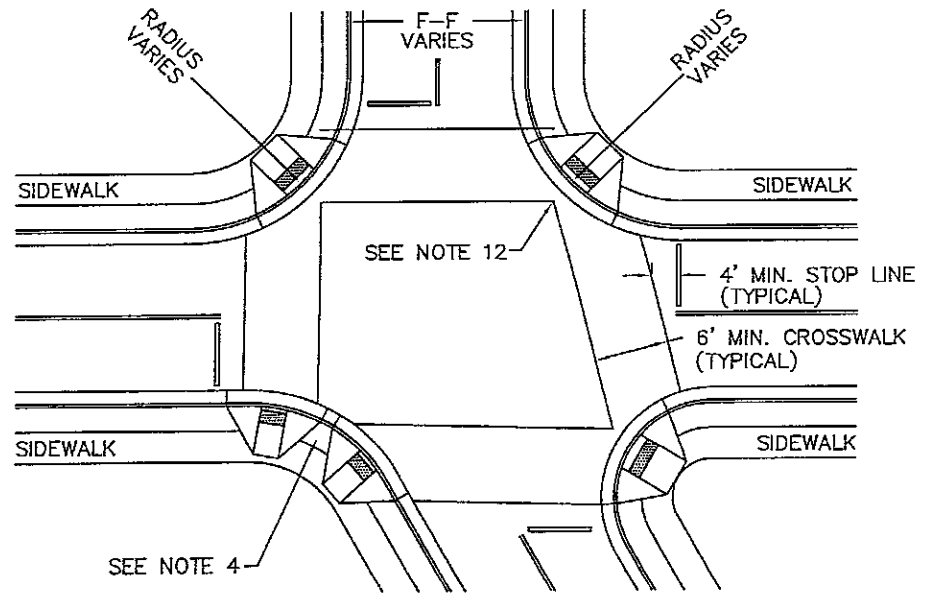 F-F
VARIES
RADIUS
VARIES
RADIUS
VARIES
SIDEWALK
SIDEWALK
SEE NOTE 12
4' MIN. STOP LINE
(TYPICAL)
6' MIN. CROSSWALK
(TYPICAL)
SIDEWALK
SIDEWALK
SEE NOTE 4